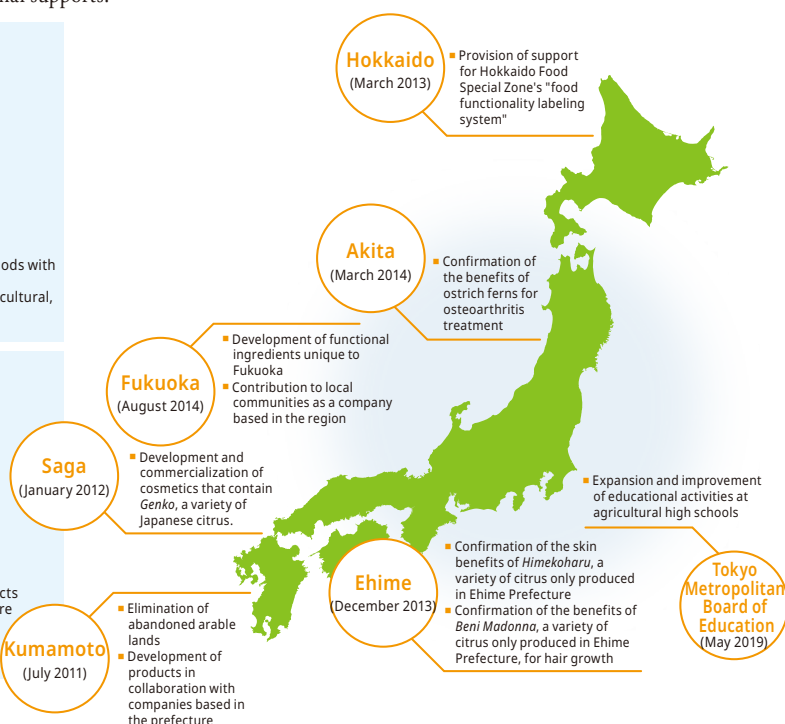 nal supports.
Hokkaido
(March 2013)
■ Provision of support
for Hokkaido Food
Special Zone's "food
functionality labeling
system"
ods with
cultural,
Akita
(March 2014)
■ Confirmation of
the benefits of
ostrich ferns for
osteoarthritis
treatment
Fukuoka
(August 2014)
■ Development of functional
ingredients unique to
Fukuoka
■ Contribution to local
communities as a company
based in the region
Saga
(January 2012)
■ Development and
commercialization of
cosmetics that contain
Genko, a variety of
Japanese citrus.
■ Expansion and improvement
of educational activities at
agricultural high schools
Tokyo
Metropolitan
Board of
Education
(May 2019)
Ehime
(December 2013)
■ Confirmation of the skin
benefits of Himekoharu, a
variety of citrus only produced
in Ehime Prefecture
■ Confirmation of the benefits of
Beni Madonna, a variety of
citrus only produced in Ehime
Prefecture, for hair growth
cts
re
Kumamoto
(July 2011)
■ Elimination of
abandoned arable
lands
■ Development of
products in
collaboration with
companies based in
the prefecture